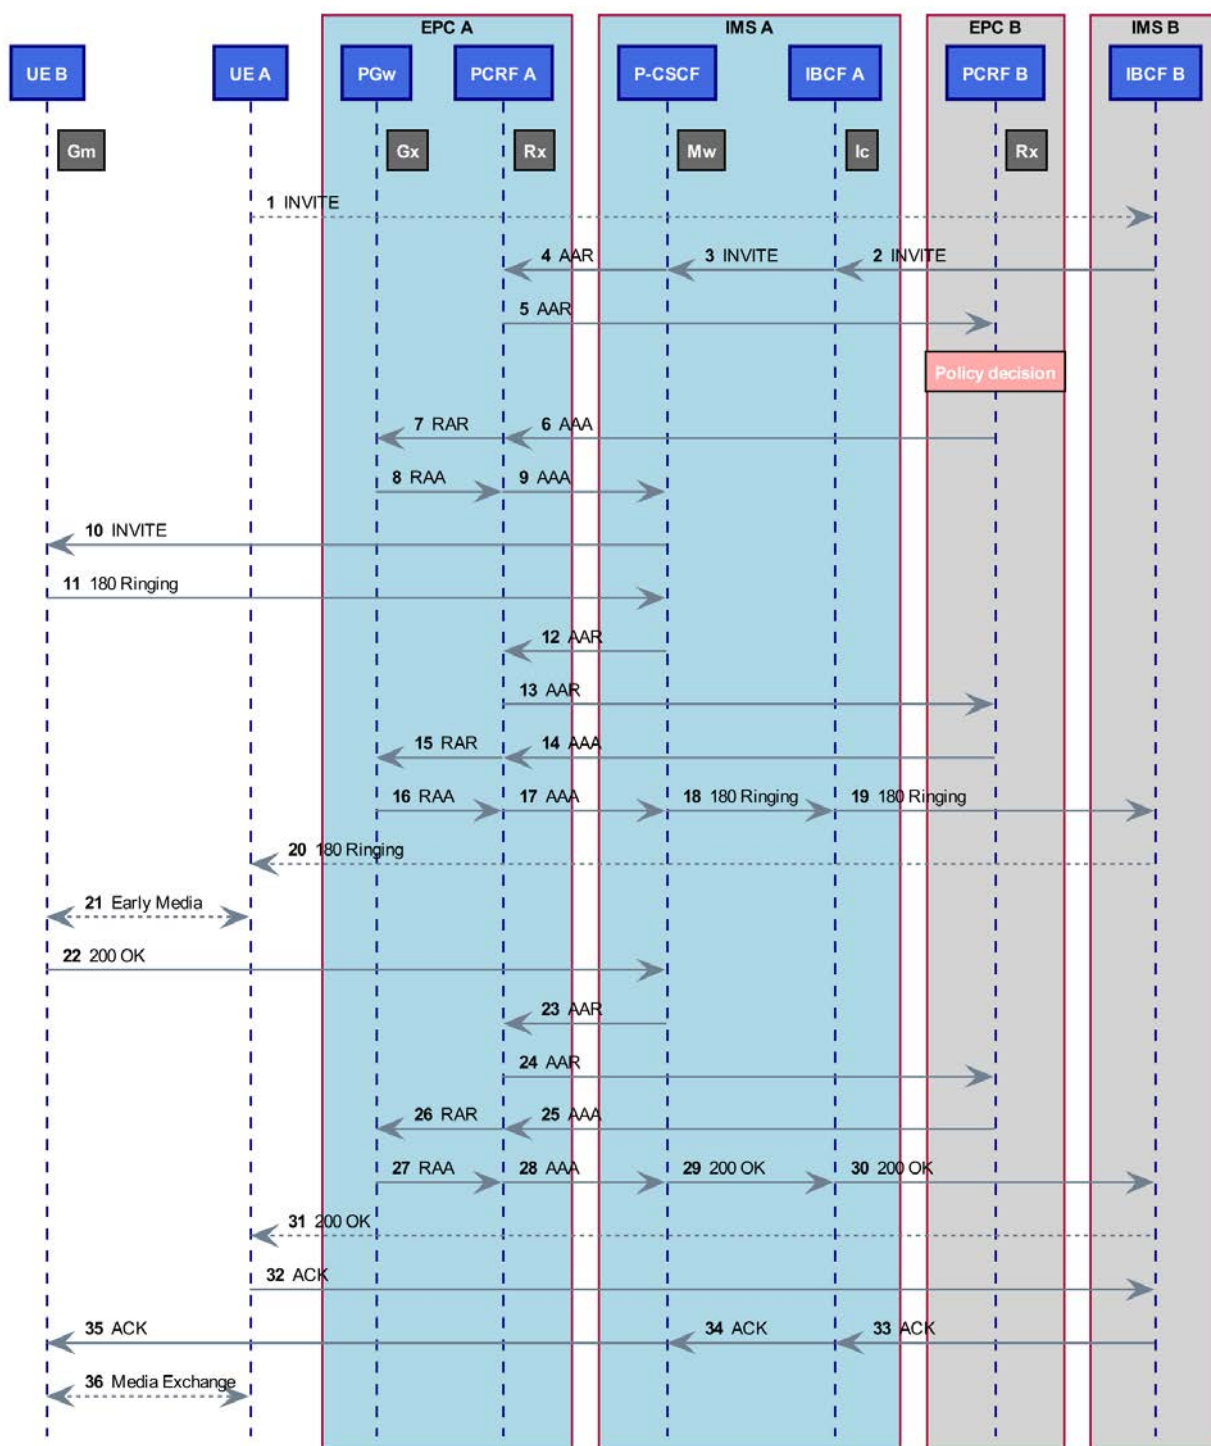 EPC A
IMS A
EPC B
IMS B
UE B
UE A
PGw
PCRF A
P-CSCF
IBCF A
PCRF B
IBCF B
Gm
Gx
Rx
Mw
Ic
Rx
1 INVITE
4 AAR
3 INVITE
2 INVITE
5 AAR
Policy decision
7 RAR
6 AAA
8 RAA
9 AAA
10 INVITE
11 180 Ringing
12 AAR
13 AAR
15 RAR
14 AAA
16 RAA
17 AAA
18 180 Ringing
19 180 Ringing
20 180 Ringing
21 Early Media
22 200 OK
23 AAR
24 AAR
26 RAR
25 AAA
27 RAA
28 AAA
29 200 OK
30 200 OK
31 200 OK
32 ACK
35 ACK
34 ACK
33 ACK
36 Media Exchange